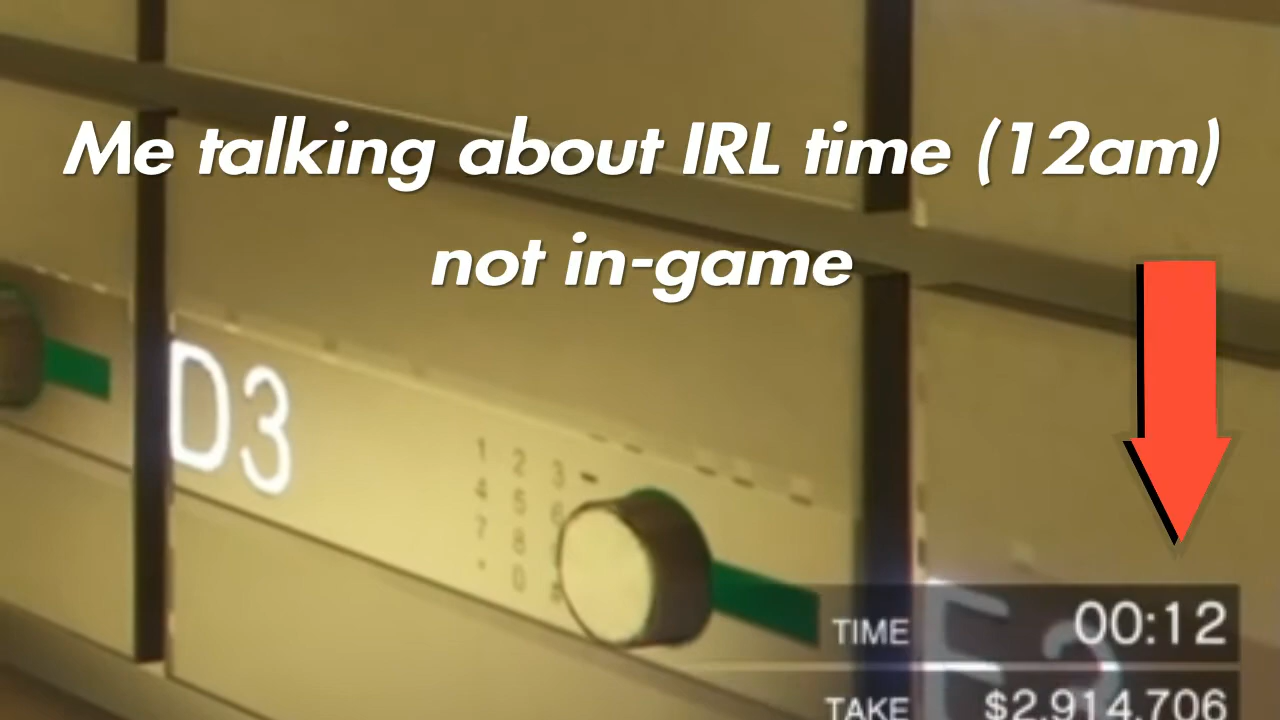 Me talking about IRL time (12am)
not in-game
D3
1 2 3
4 5 6
7 8
* 0
TIME 00:12
TAKE $2,914,706